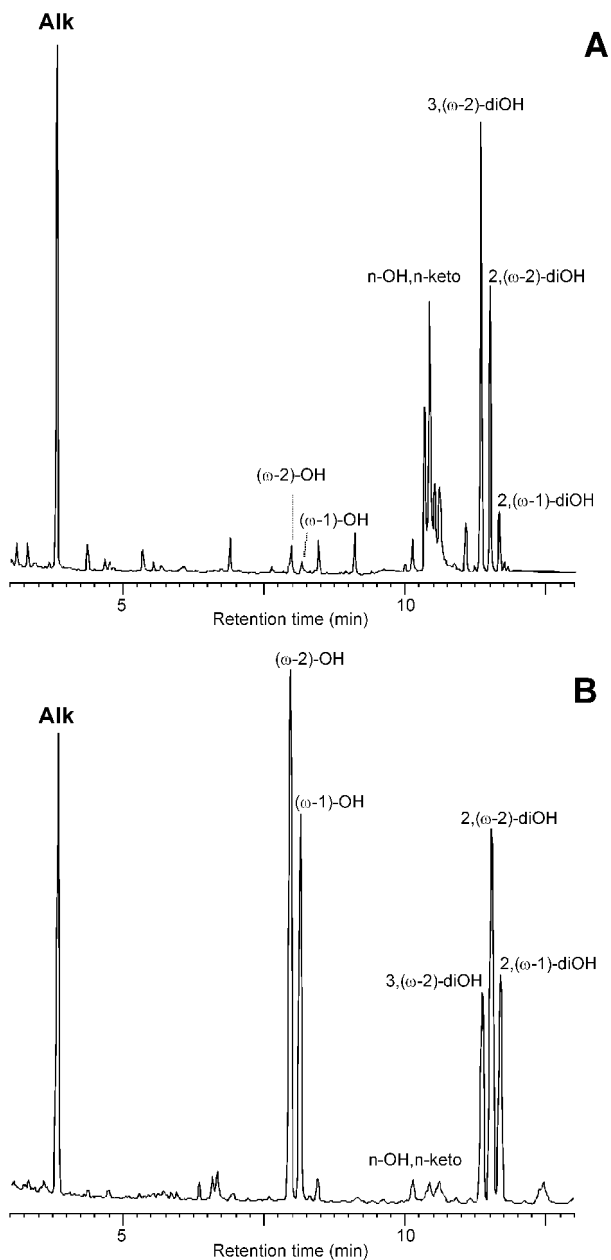 Alk
A
3,(ω-2)-diOH
n-OH,n-keto
2,(ω-2)-diOH
(ω-2)-OH
(ω-1)-OH
2,(ω-1)-diOH
5
10
Retention time (min)
(ω-2)-OH
B
Alk
(ω-1)-OH
2,(ω-2)-diOH
2,(ω-1)-diOH
3,(ω-2)-diOH
n-OH,n-keto
5
10
Retention time (min)